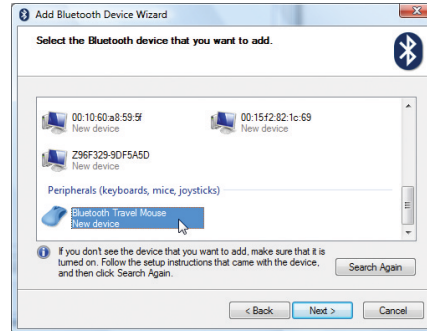 Add Bluetooth Device Wizard
Select the Bluetooth device that you want to add.
00:10:60:a8:59:5f
New device
00:15:f2:82:1c:69
New device
Z96F329-9DF5A5D
New device
Peripherals (keyboards, mice, joysticks)
Bluetooth Travel Mouse
New device
If you don't see the device that you want to add, make sure that it is
turned on. Follow the setup instructions that came with the device,
and then click Search Again.
Search Again
< Back
Next >
Cancel